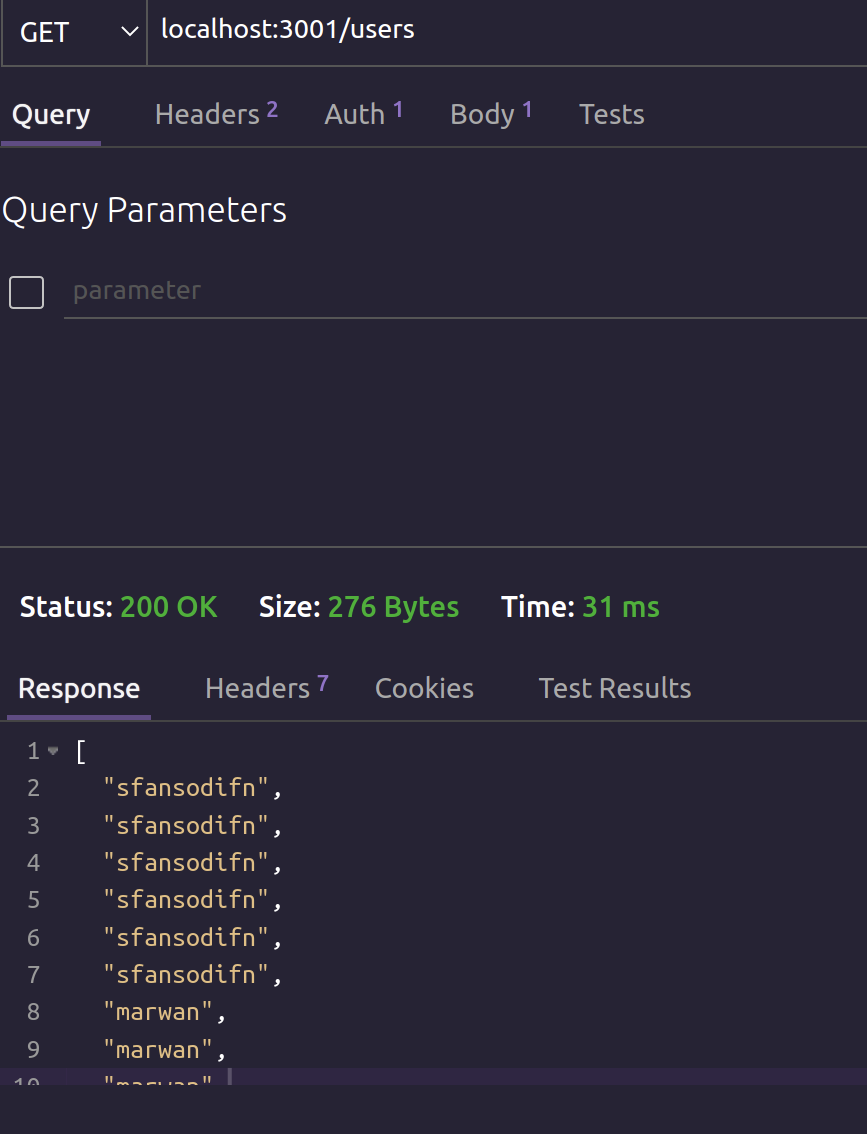 GET localhost:3001/users
Query Headers 2 Auth 1 Body 1 Tests
Query Parameters
parameter
Status: 200 OK Size: 276 Bytes Time: 31 ms
Response Headers 7 Cookies Test Results
1 [
2 "sfansodifn",
3 "sfansodifn",
4 "sfansodifn",
5 "sfansodifn",
6 "sfansodifn",
7 "sfansodifn",
8 "marwan",
9 "marwan",
10 "marwan"